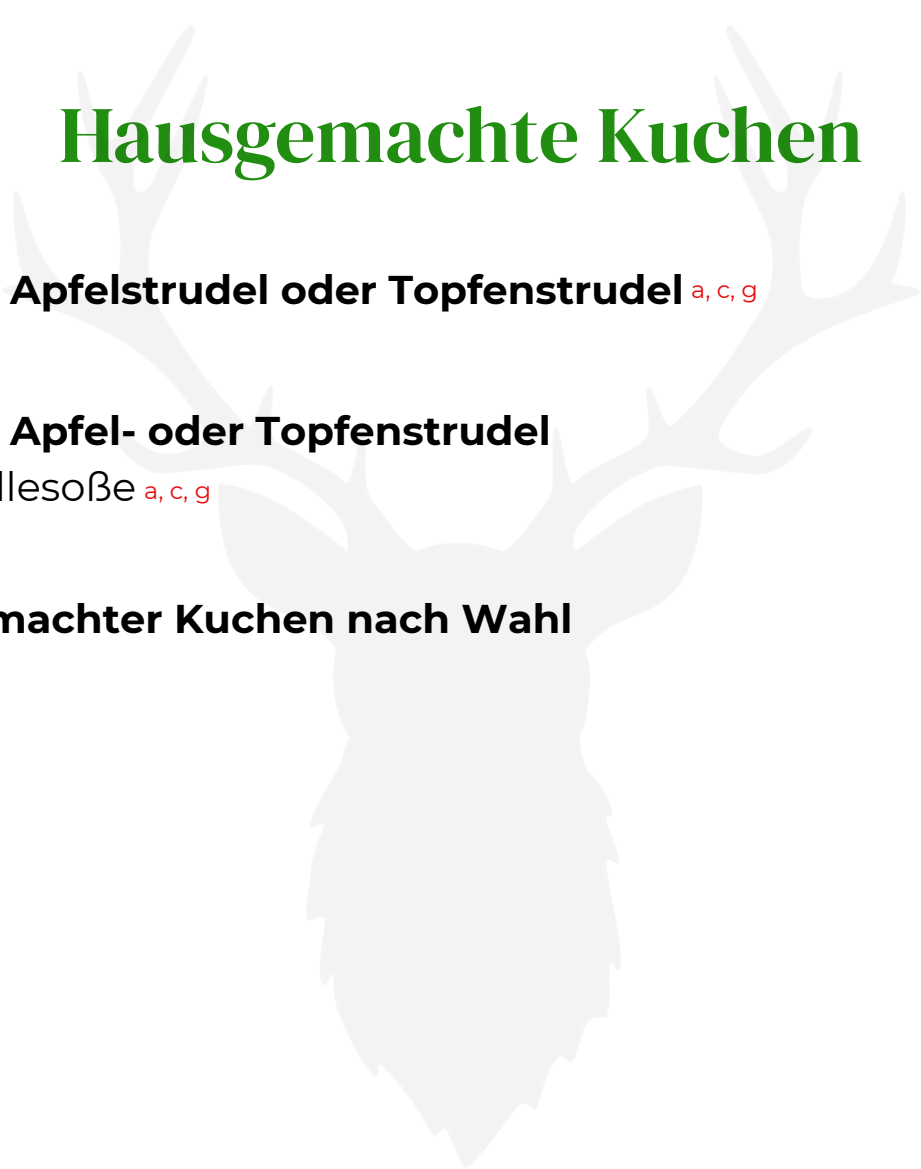 Hausgemachte Kuchen
Apfelstrudel oder Topfenstrudel a, c, g
Apfel- oder Topfenstrudel
llesoße a, c, g
machter Kuchen nach Wahl